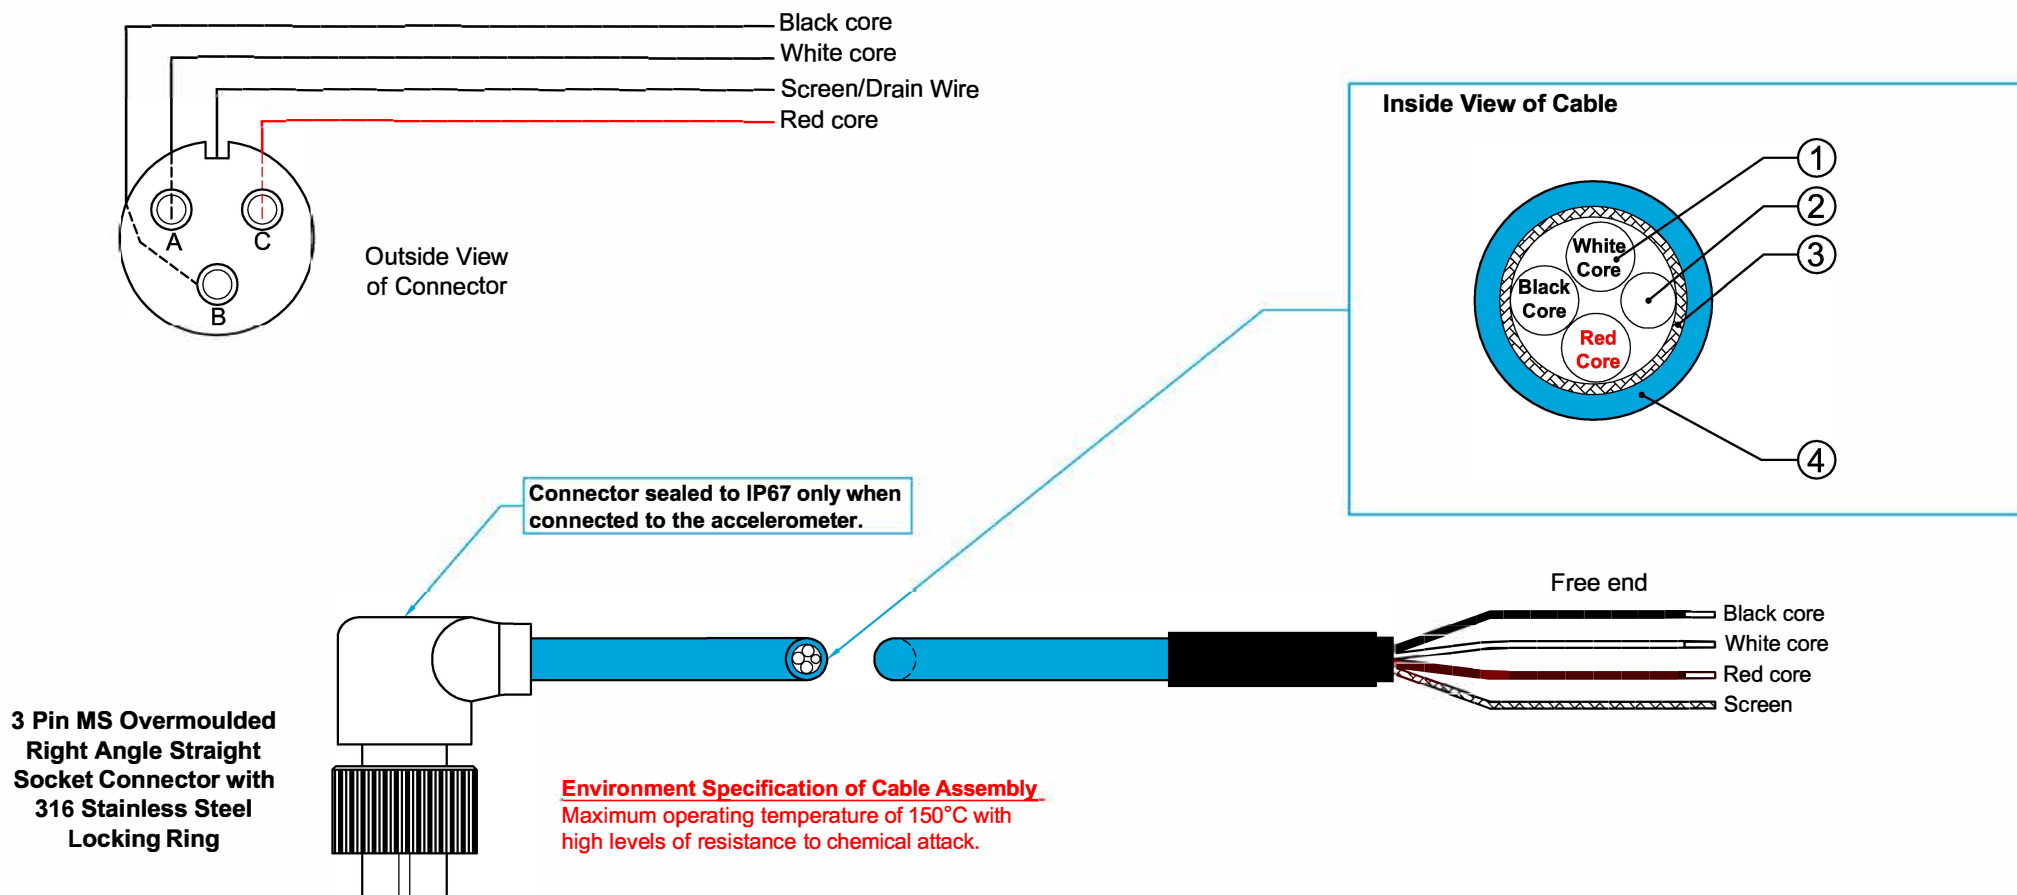 Black core
White core
Screen/Drain Wire
Red core
A
C
B
Outside View
of Connector
Inside View of Cable
1
2
3
4
White
Core
Black
Core
Red
Core
Connector sealed to IP67 only when
connected to the accelerometer.
Free end
Black core
White core
Red core
Screen
3 Pin MS Overmoulded
Right Angle Straight
Socket Connector with
316 Stainless Steel
Locking Ring
Environment Specification of Cable Assembly
Maximum operating temperature of 150°C with
high levels of resistance to chemical attack.